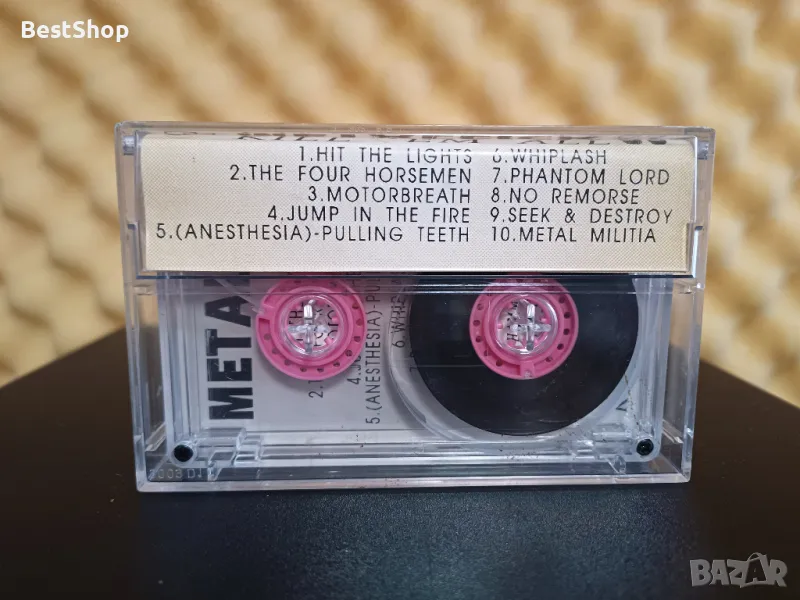 BestShop
1.HIT THE LIGHTS 6.WHIPLASH
2.THE FOUR HORSEMEN 7.PHANTOM LORD
3.MOTORBREATH 8.NO REMORSE
4.JUMP IN THE FIRE 9.SEEK & DESTROY
5.(ANESTHESIA)-PULLING TEETH 10.METAL MILITIA
META
5.(ANESTHESIA)-PU
BAZAR